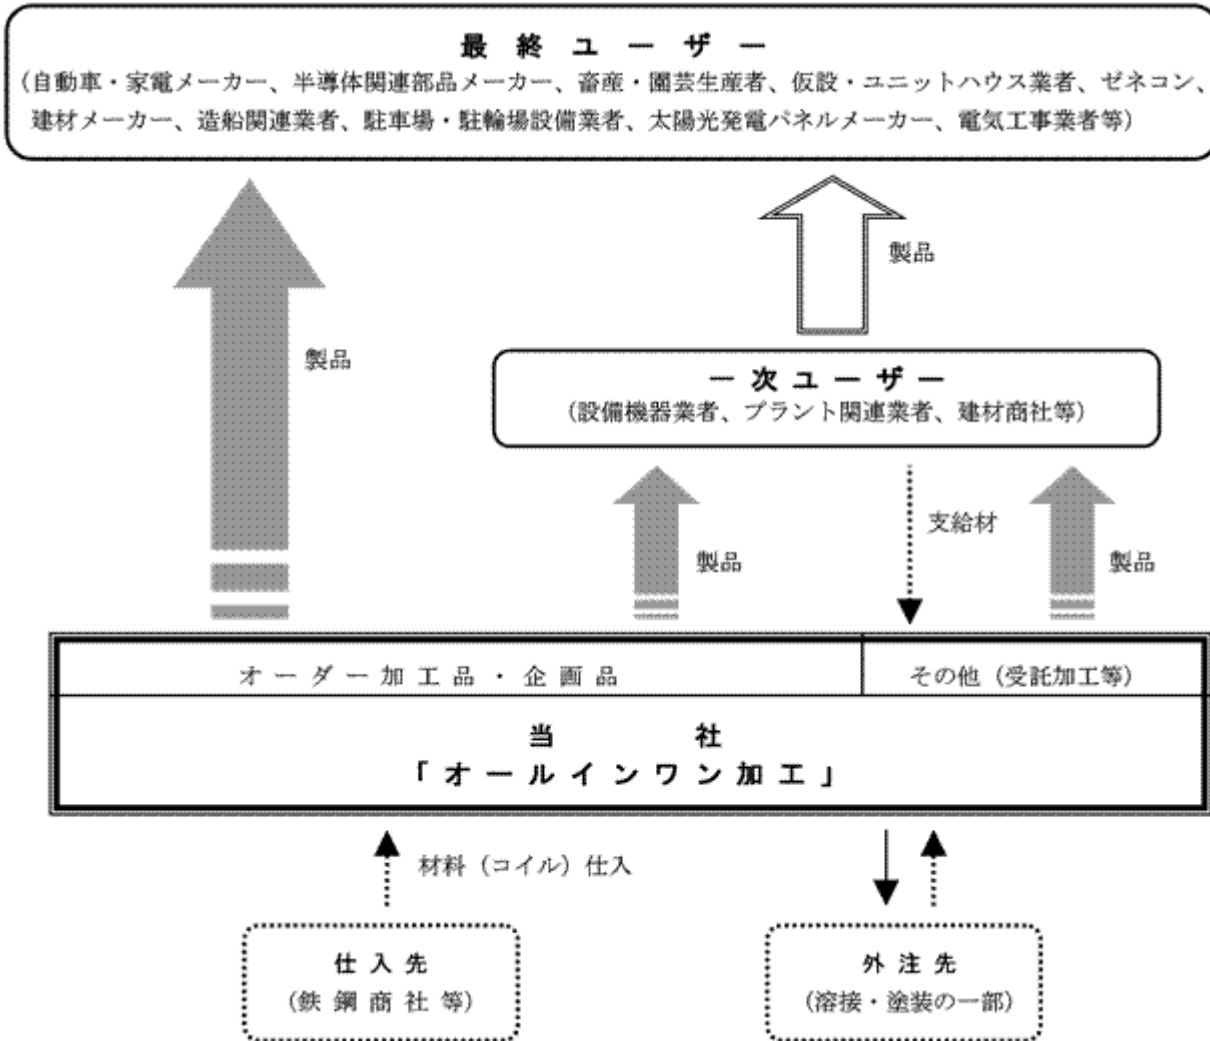 最終ユーザー
(自動車・家電メーカー、半導体関連部品メーカー、畜産・園芸生産者、仮設・ユニットハウス業者、ゼネコン、
建材メーカー、造船関連業者、駐車場・駐輪場設備業者、太陽光発電パネルメーカー、電気工事業者等)
製品
製品
一次ユーザー
(設備機器業者、プラント関連業者、建材商社等)
支給材
製品
製品
オーダー加工品・企画品
その他(受託加工等)
当社
「オールインワン加工」
材料(コイル)仕入
仕入先
(鉄鋼商社等)
外注先
(溶接・塗装の一部)